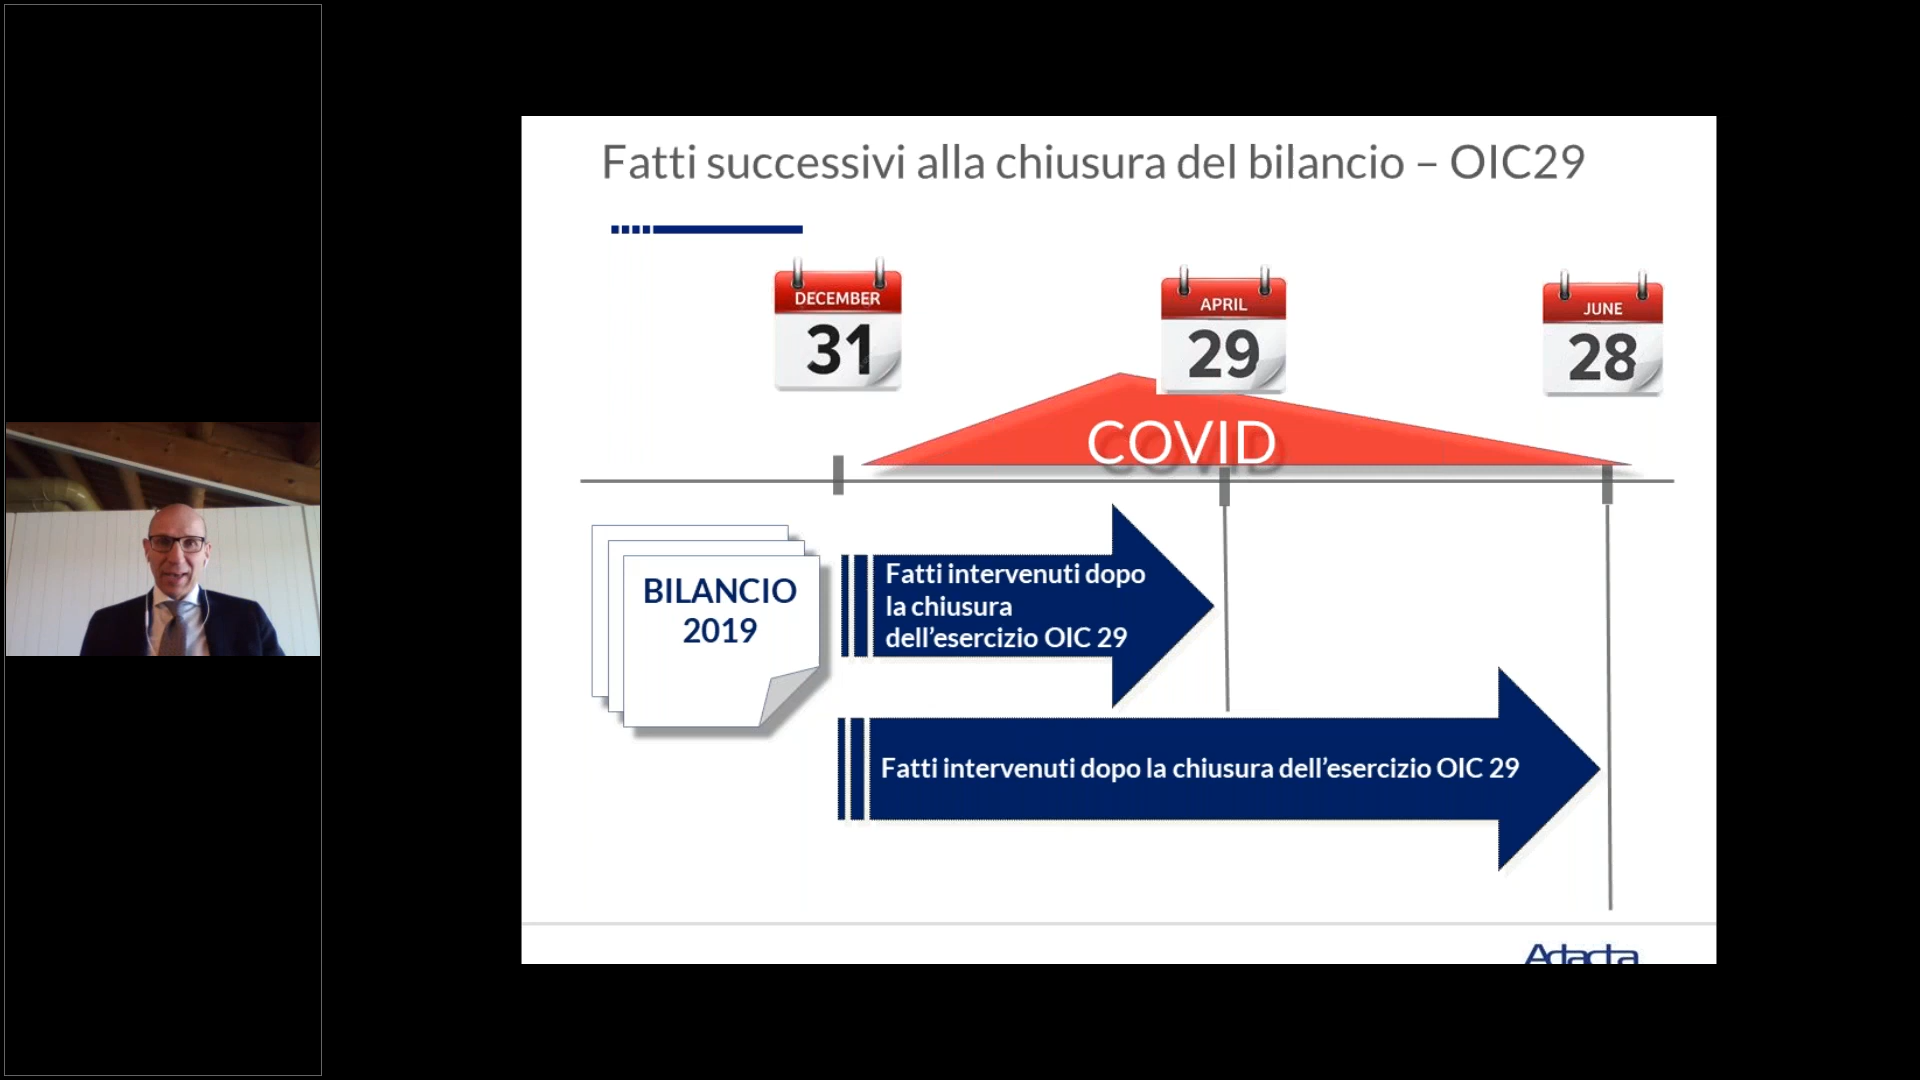 Fatti successivi alla chiusura del bilancio – OIC29
DECEMBER
31
APRIL
29
JUNE
28
COVID
BILANCIO
2019
Fatti intervenuti dopo
la chiusura
dell’esercizio OIC 29
Fatti intervenuti dopo la chiusura dell’esercizio OIC 29
Adacta